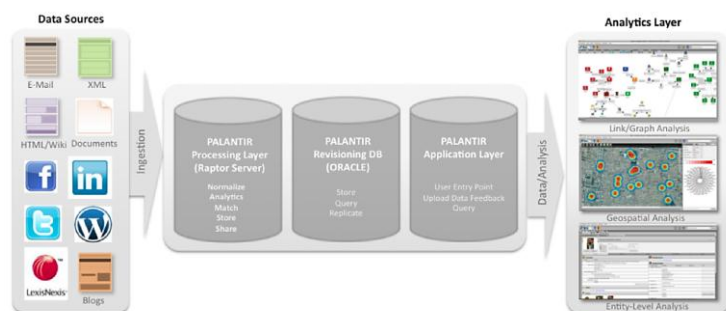 Data Sources
E-Mail
XML
HTML/Wiki
Documents
f
in
t
W
LexisNexis™
Blogs
Ingestion
PALANTIR
Processing Layer
(Raptor Server)
Normalize
Analytics
Match
Store
Share
PALANTIR
Revisioning DB
(ORACLE)
Store
Query
Replicate
PALANTIR
Application Layer
User Entry Point
Upload Data Feedback
Query
Data/Analysis
Analytics Layer
Link/Graph Analysis
Geospatial Analysis
Entity-Level Analysis